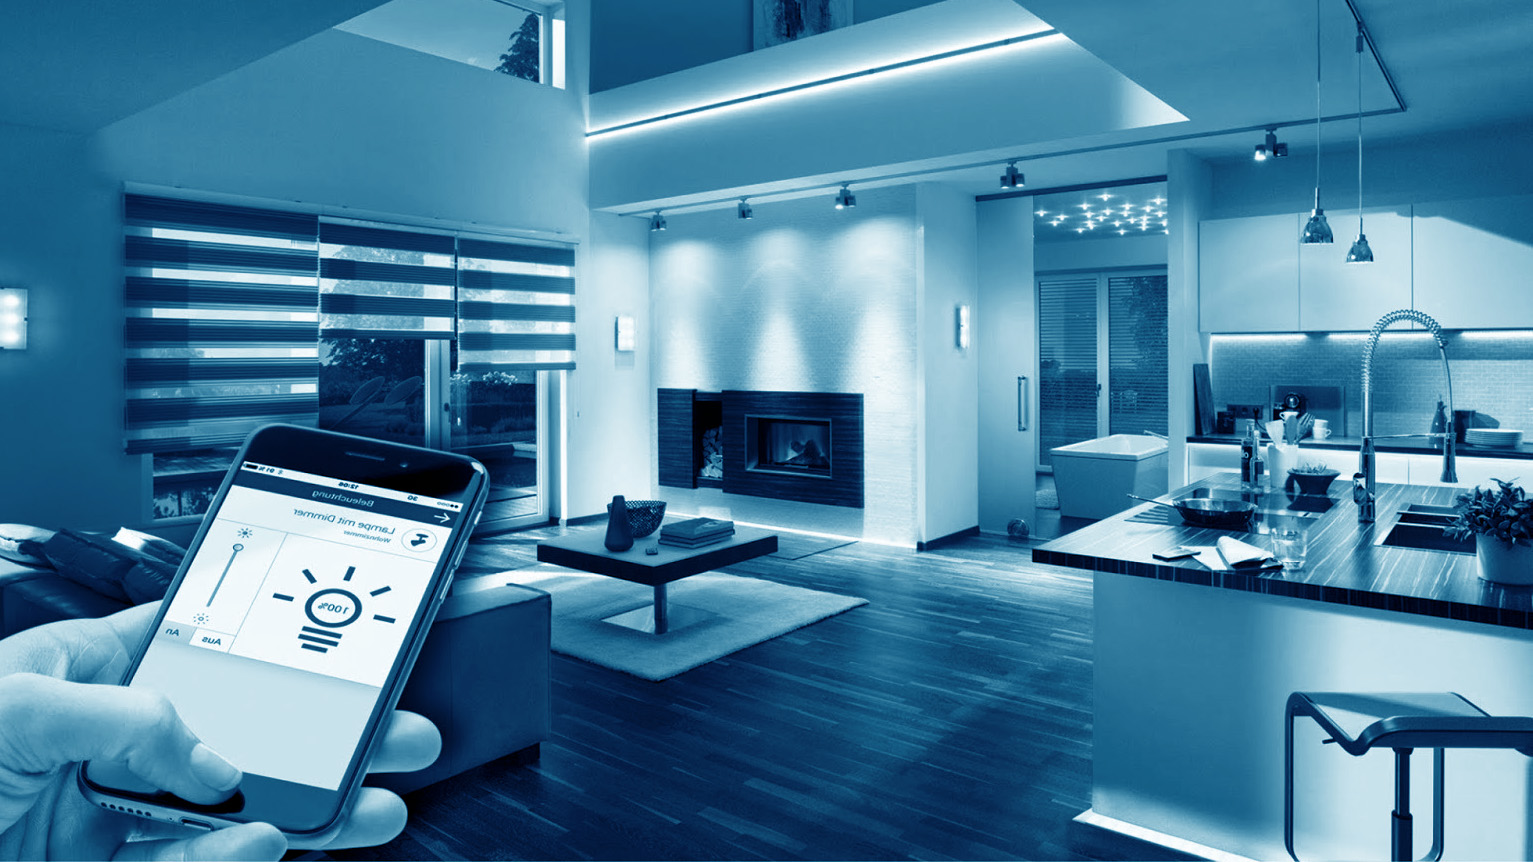 12:06
Beleuchtung
Lampe mit Dimmer
Wohnzimmer
100%
An
Aus